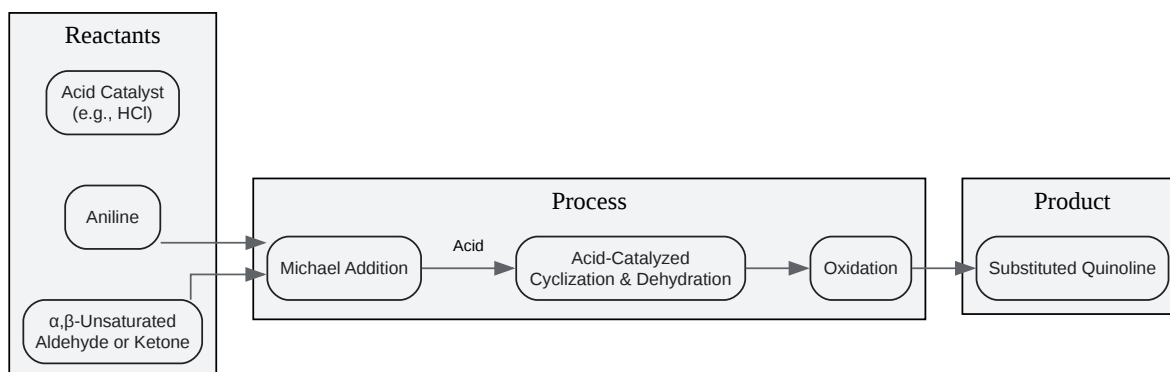 Reactants
Acid Catalyst
(e.g., HCl)
Aniline
α,β-Unsaturated
Aldehyde or Ketone
Process
Michael Addition
Acid
Acid-Catalyzed
Cyclization & Dehydration
Oxidation
Product
Substituted Quinoline